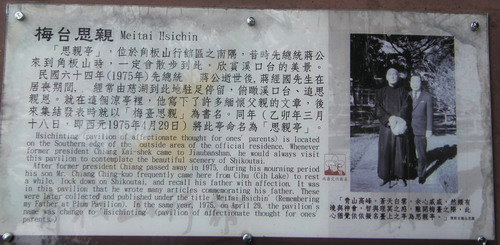 梅台思親 Meitai Hsichin
「思親亭」，位於角板山行館區之南隅，昔時先總統蔣公
來到角板山時，一定會散步到此，欣賞溪口台的美景。
民國六十四年(1975年)先總統 蔣公逝世後，蔣經國先生在
居喪期間，經常由慈湖到此地駐足停留，俯瞰溪口台，追思
親恩。就在這個涼亭裡，他寫下了許多緬懷父親的文章，後
來集結發表時就以「梅臺思親」為書名。同年(乙卯年三月
十八日，即西元1975年4月29日)將此亭命名為「思親亭」。
Hsichinting (pavilion of affectionate thought for ones' parents) is located
on the Southern edge of the outside area of the official residence. Whenever
former president Chiang Kai-shek came to Jiaubanshan, he would always visit
this pavilion to contemplate the beautiful scenery of Shikoutai.
After former president Chiang passed away in 1975, during his mourning period
his son Mr. Chiang Ching-kuo frequently came here from Cihu (Cih Lake) to rest
a while, look down on Shikoutai, and recall his father with affection. It was
in this pavilion that he wrote many articles commemorating his father. These
were later collected and published under the title Meitai Hsichin (Remembering
my Father at Plum Pavilion). In the same year, 1975, on April 29, the pavilion's
name was change to Hsichinting (pavilion of affectionate thought for ones'
parents.)